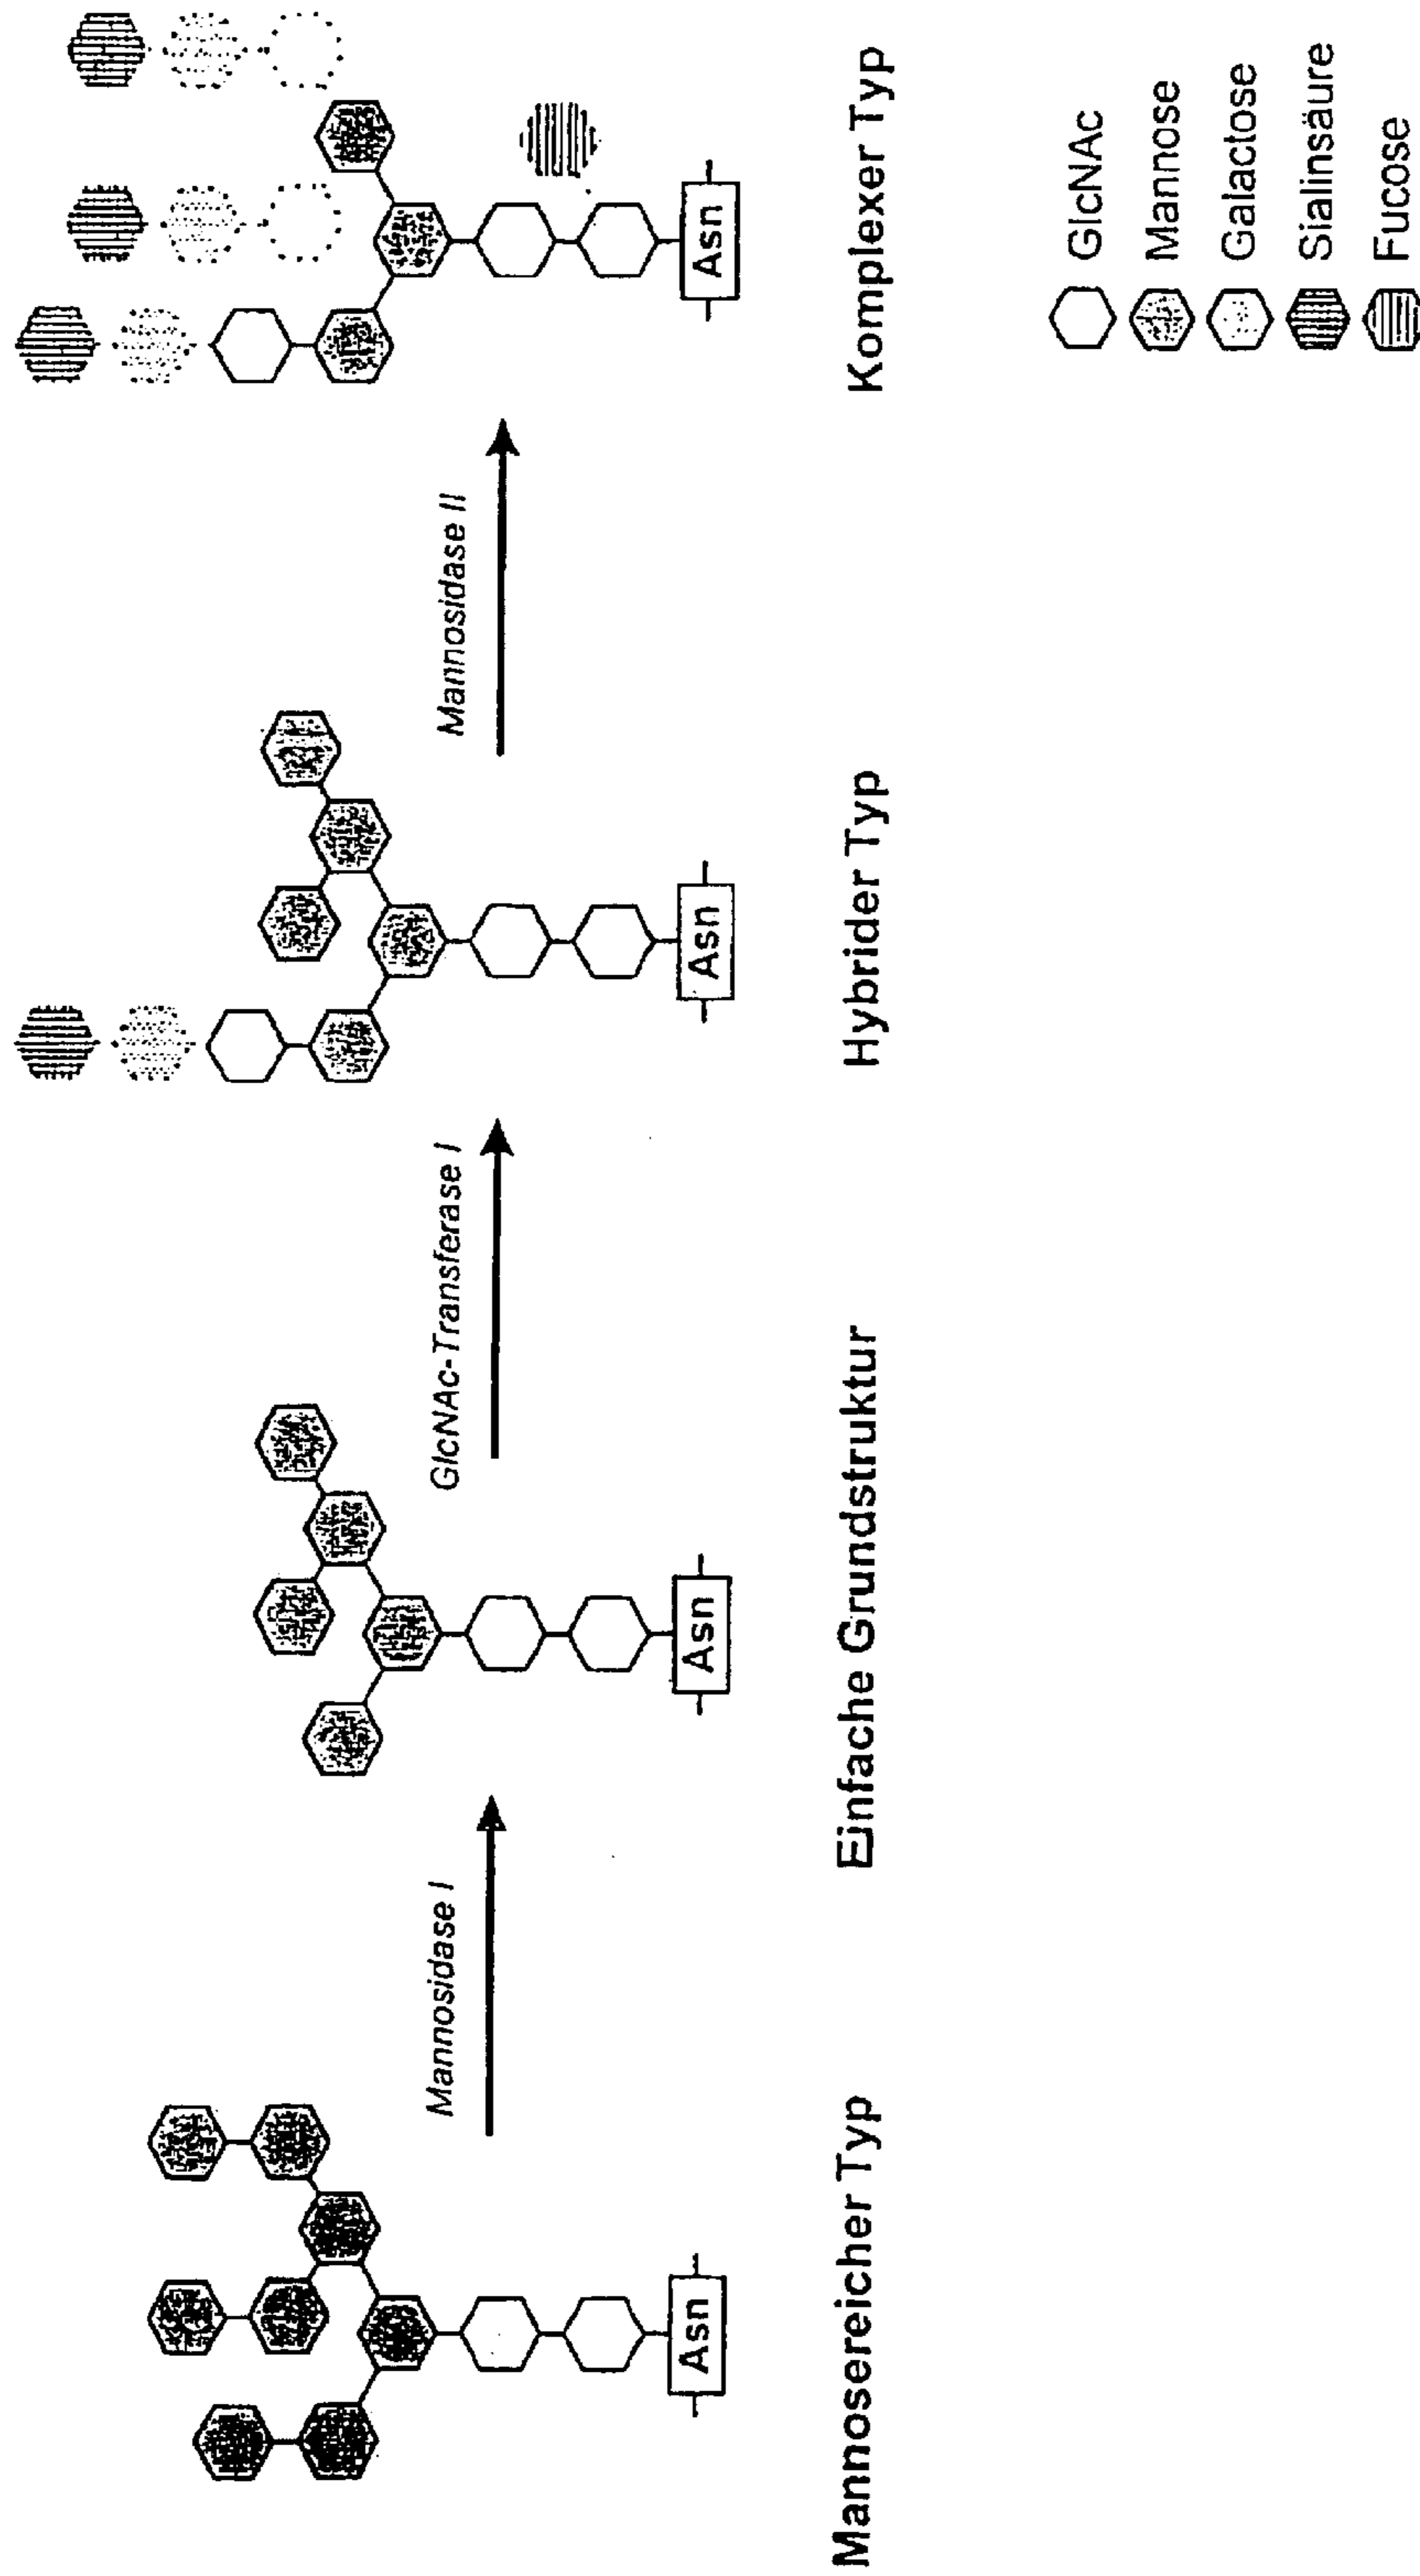 Mannosidase I
GlcNAc-Transferase I
Mannosidase II
Asn
Asn
Asn
Asn
Mannosereicher Typ
Einfache Grundstruktur
Hybrider Typ
Komplexer Typ
GlcNAc
Mannose
Galactose
Sialinsäure
Fucose